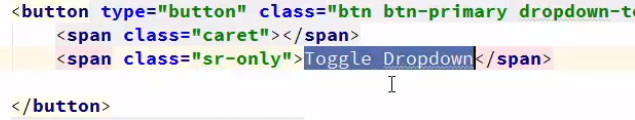 <button type="button" class="btn btn-primary dropdown-to
<span class="caret"></span>
<span class="sr-only">Toggle Dropdown</span>
</button>